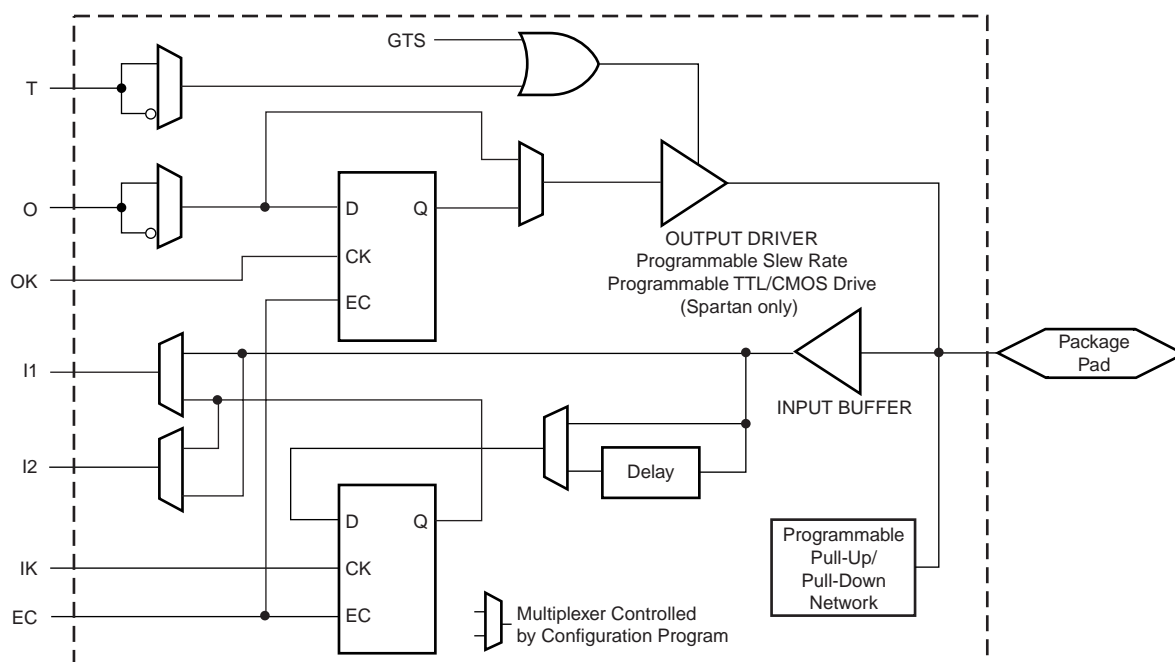 GTS
T
O
D
Q
CK
EC
OK
OUTPUT DRIVER
Programmable Slew Rate
Programmable TTL/CMOS Drive
(Spartan only)
I1
Package
Pad
INPUT BUFFER
I2
Delay
D
Q
CK
EC
IK
EC
Programmable
Pull-Up/
Pull-Down
Network
Multiplexer Controlled
by Configuration Program